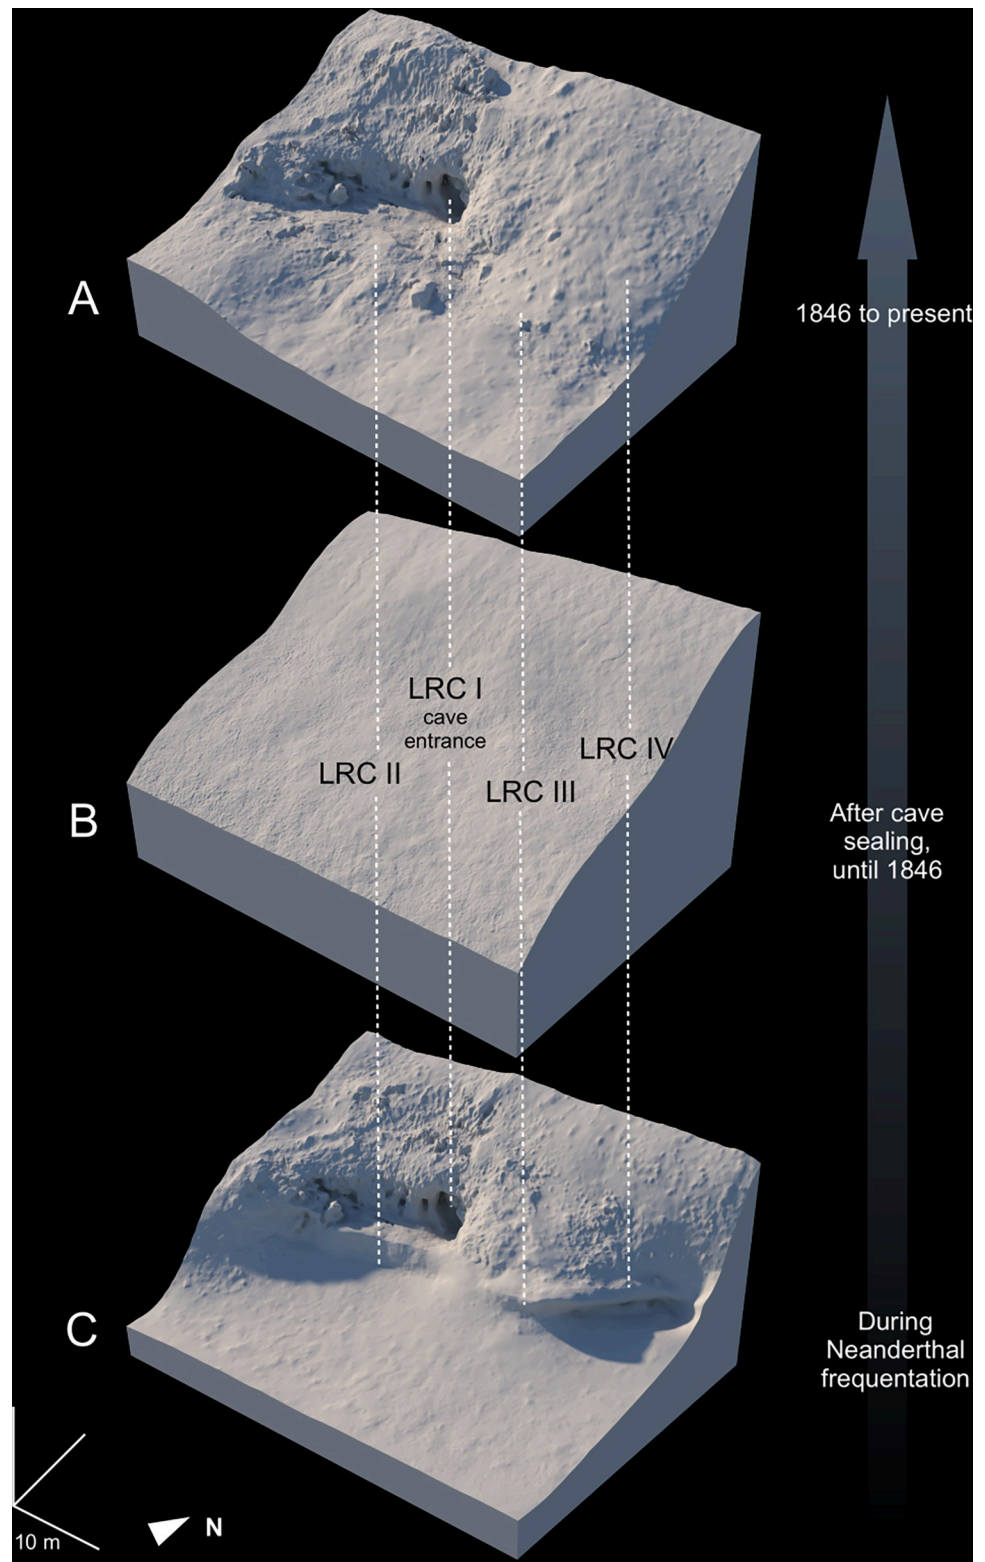 A
1846 to present
LRC I
cave
entrance
LRC II
LRC III
LRC IV
B
After cave
sealing,
until 1846
C
During
Neanderthal
frequentation
10 m
N